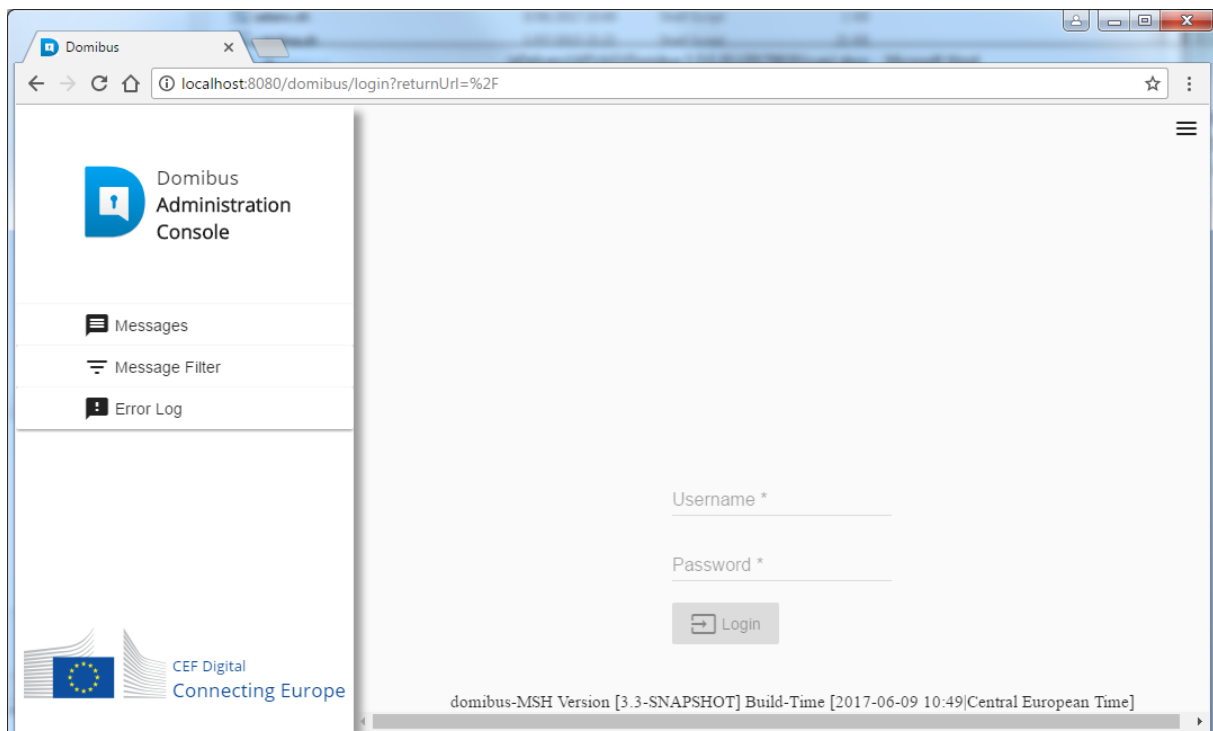 Domibus
localhost:8080/domibus/login?returnUrl=%2F
Domibus
Administration
Console
Messages
Message Filter
Error Log
Username *
Password *
Login
CEF Digital
Connecting Europe
domibus-MSH Version [3.3-SNAPSHOT] Build-Time [2017-06-09 10:49|Central European Time]